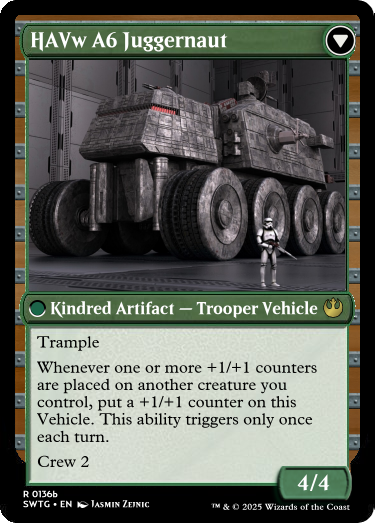 HAVw A6 Juggernaut
Kindred Artifact — Trooper Vehicle
Trample
Whenever one or more +1/+1 counters
are placed on another creature you
control, put a +1/+1 counter on this
Vehicle. This ability triggers only once
each turn.
Crew 2
4/4
R 0136b
SWTG • EN Jasmin Zejnic
™ & © 2025 Wizards of the Coast